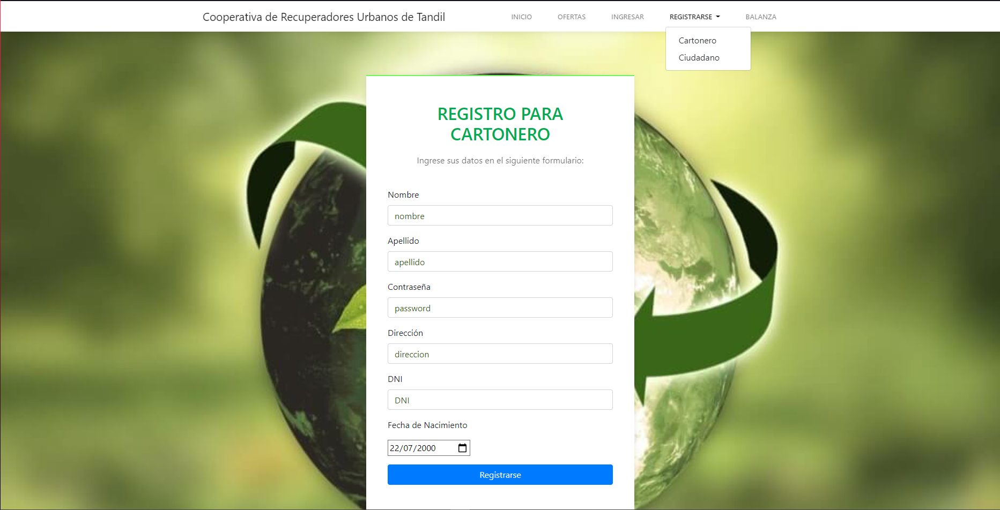 Cooperativa de Recuperadores Urbanos de Tandil
INICIO
OFERTAS
INGRESAR
REGISTRARSE
BALANZA
Cartonero
Ciudadano
REGISTRO PARA
CARTONERO
Ingrese sus datos en el siguiente formulario:
Nombre
nombre
Apellido
apellido
Contraseña
password
Dirección
direccion
DNI
DNI
Fecha de Nacimiento
22/07/2000
Registrarse